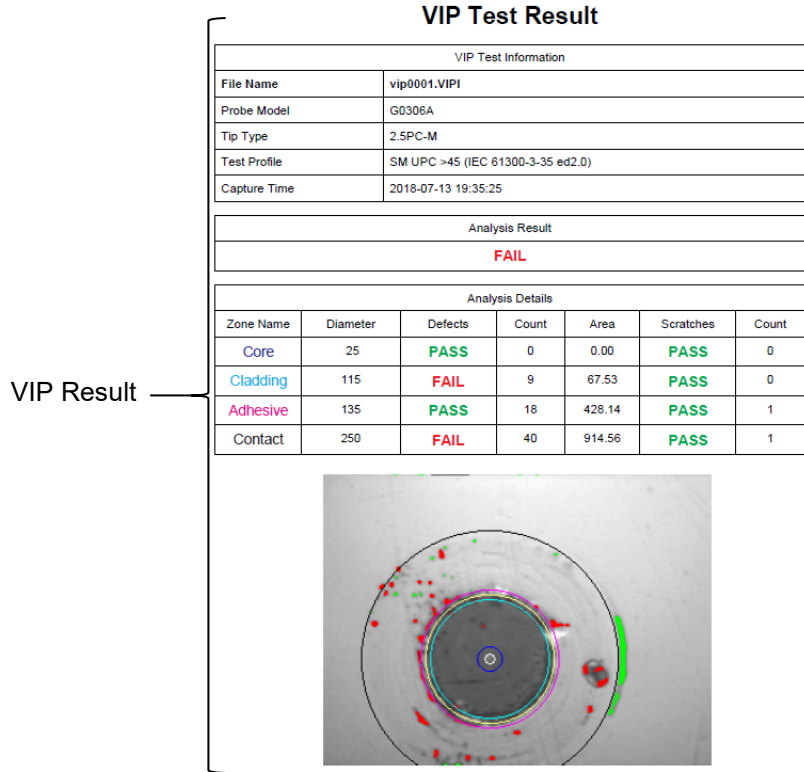 VIP Test Result
VIP Test Information
File Name vip0001.VIPI
Probe Model G0306A
Tip Type 2.5PC-M
Test Profile SM UPC >45 (IEC 61300-3-35 ed2.0)
Capture Time 2018-07-13 19:35:25
Analysis Result
FAIL
Analysis Details
Zone Name Diameter Defects Count Area Scratches Count
Core 25 PASS 0 0.00 PASS 0
Cladding 115 FAIL 9 67.53 PASS 0
VIP Result
Adhesive 135 PASS 18 428.14 PASS 1
Contact 250 FAIL 40 914.56 PASS 1